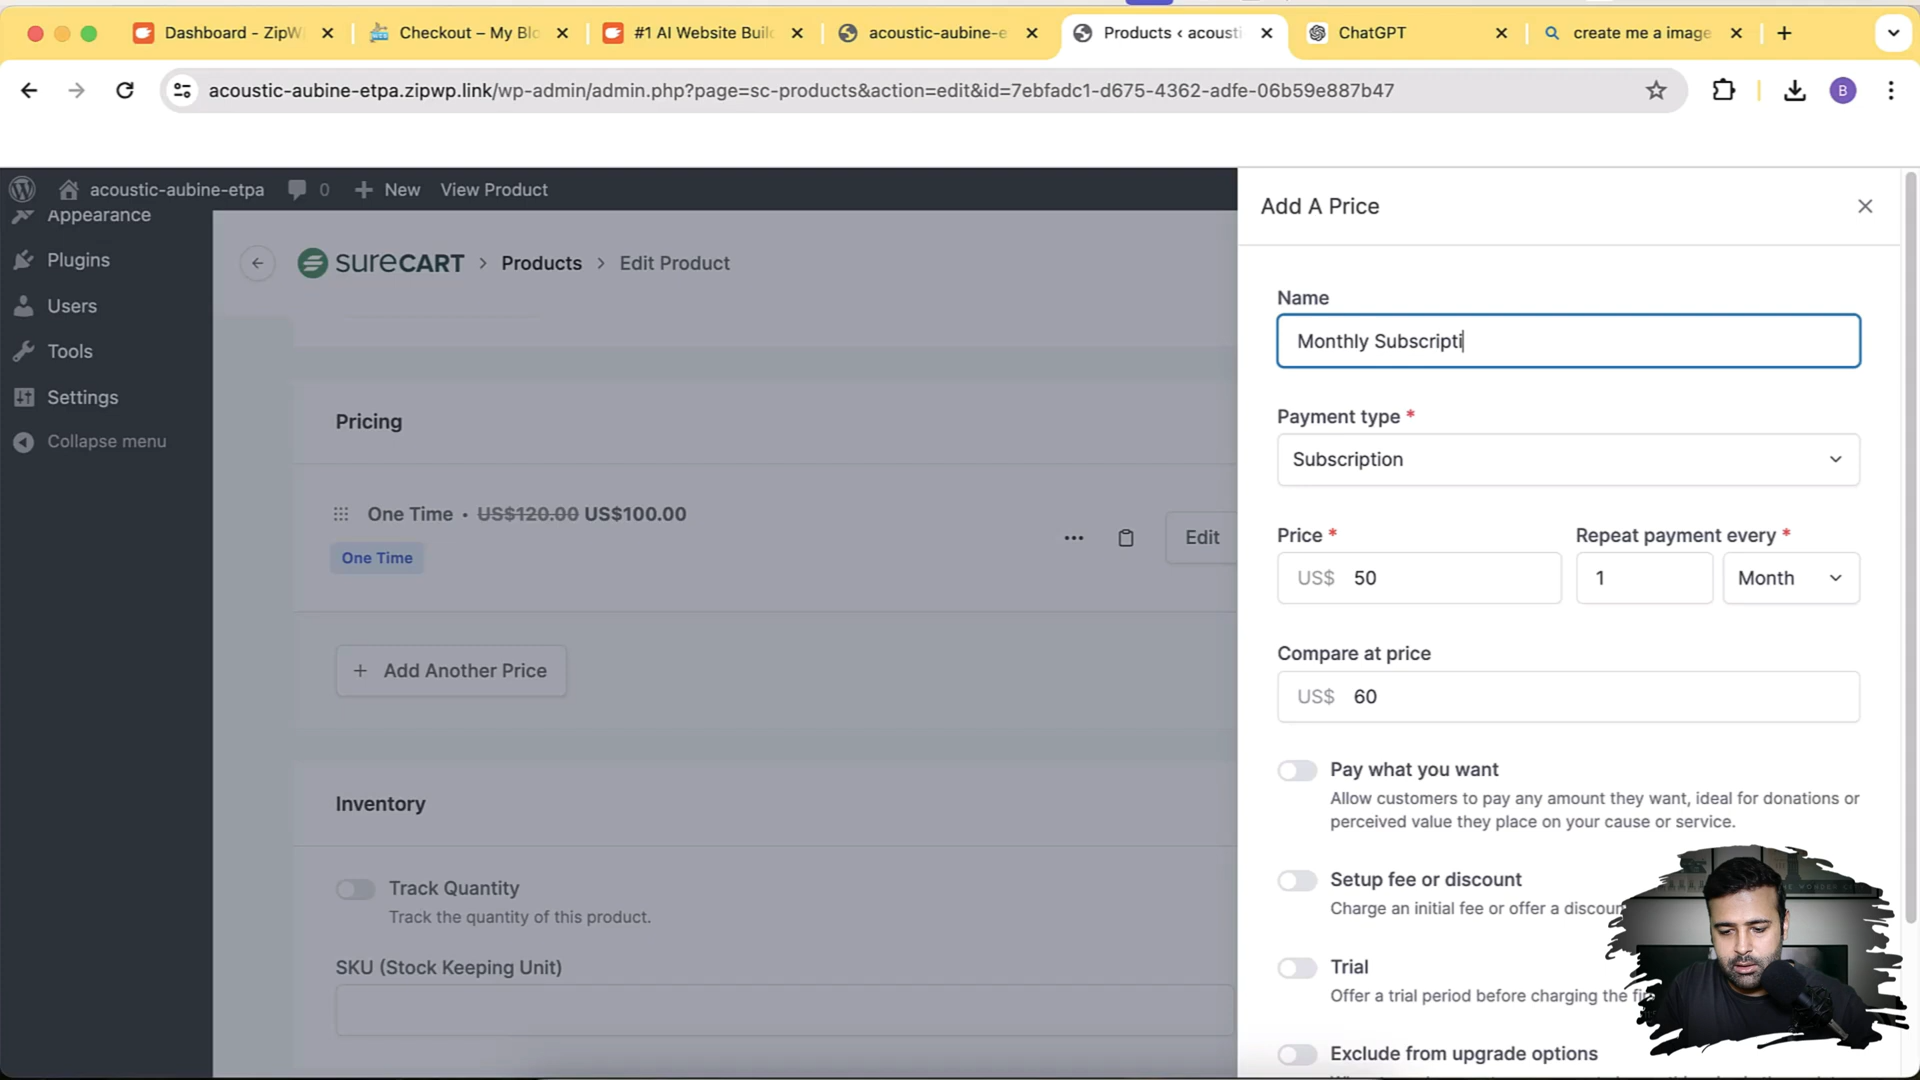 Dashboard - ZipW
Checkout – My Blo
#1 AI Website Buil
acoustic-aubine-e
Products ‹ acousti
ChatGPT
create me a image
acoustic-aubine-etpa.zipwp.link/wp-admin/admin.php?page=sc-products&action=edit&id=7ebfadc1-d675-4362-adfe-06b59e887b47
B
acoustic-aubine-etpa
0
New
View Product
Appearance
Plugins
Users
Tools
Settings
Collapse menu
SURECART
Products
Edit Product
Pricing
One Time • US$120.00 US$100.00
One Time
Edit
Add Another Price
Inventory
Track Quantity
Track the quantity of this product.
SKU (Stock Keeping Unit)
Add A Price
Name
Monthly Subscripti
Payment type *
Subscription
Price *
Repeat payment every *
US$ 50
1
Month
Compare at price
US$ 60
Pay what you want
Allow customers to pay any amount they want, ideal for donations or
perceived value they place on your cause or service.
Setup fee or discount
Charge an initial fee or offer a discoun
Trial
Offer a trial period before charging the fi
Exclude from upgrade options